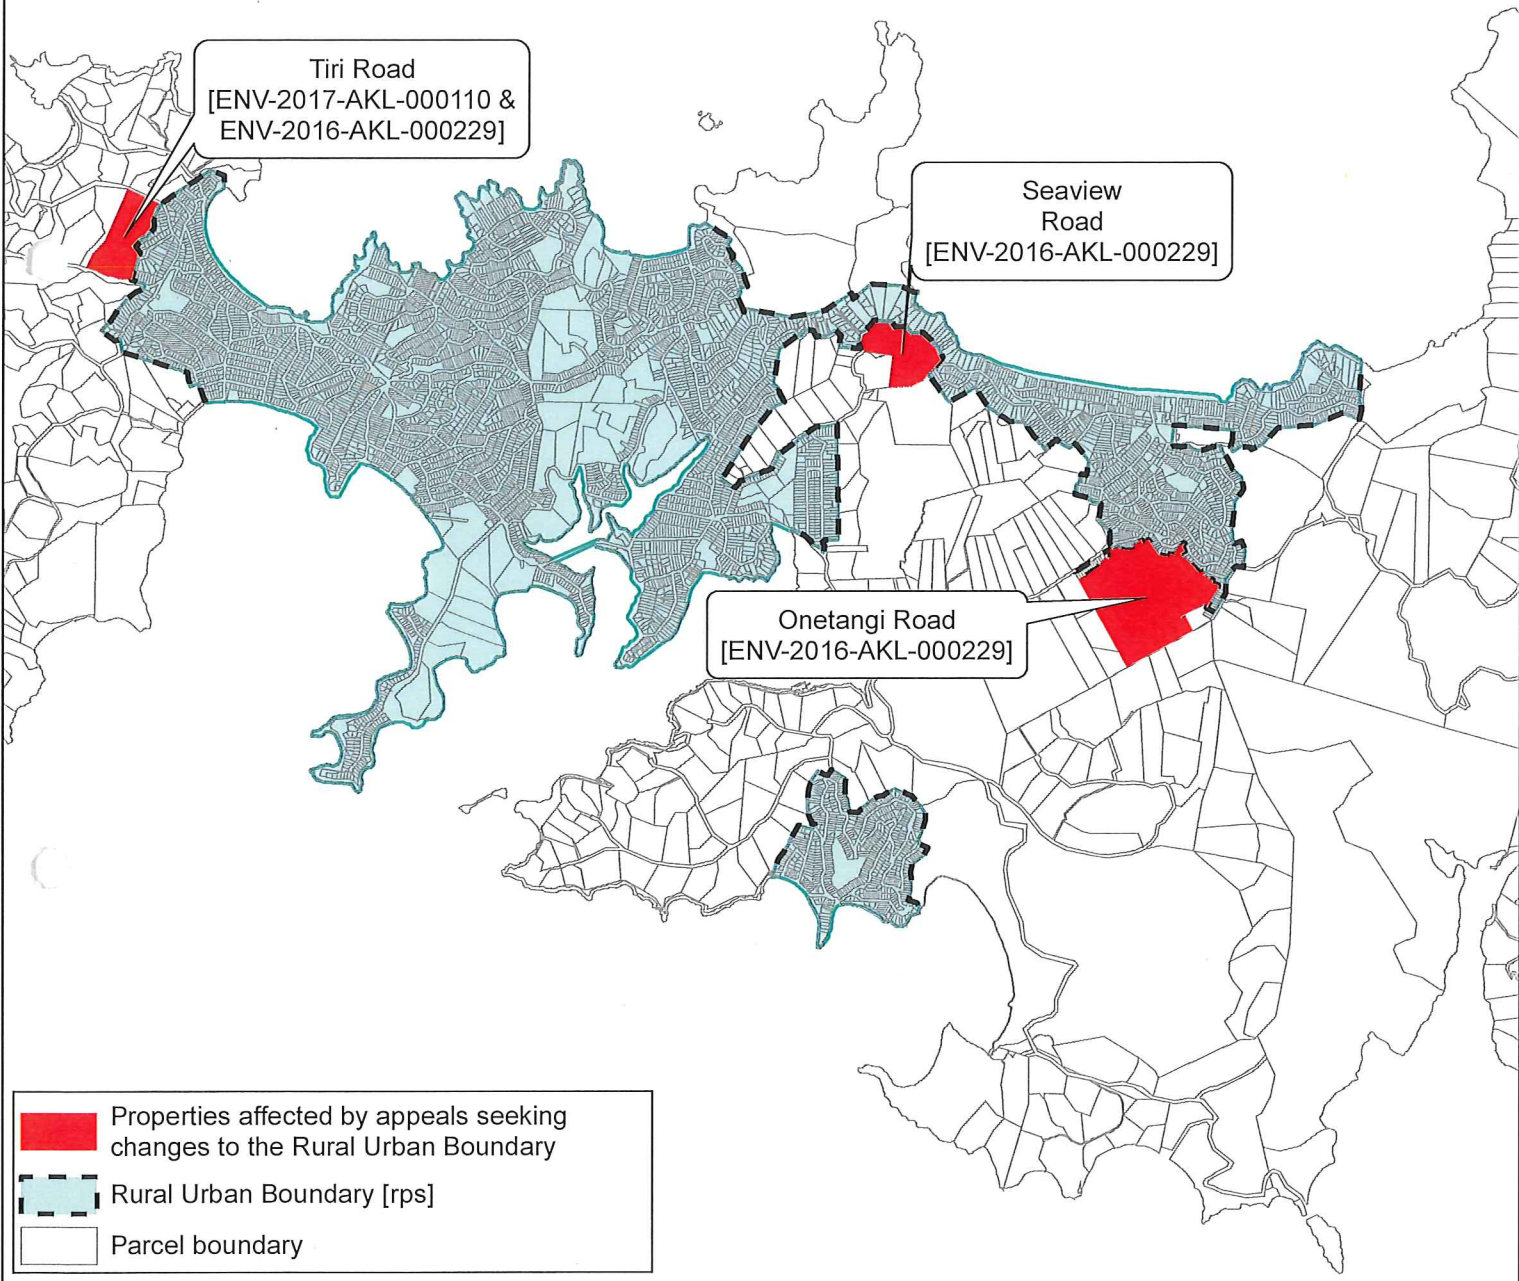 Tiri Road
[ENV-2017-AKL-000110 &
ENV-2016-AKL-000229]
Seaview
Road
[ENV-2016-AKL-000229]
Onetangi Road
[ENV-2016-AKL-000229]
Properties affected by appeals seeking
changes to the Rural Urban Boundary
Rural Urban Boundary [rps]
Parcel boundary